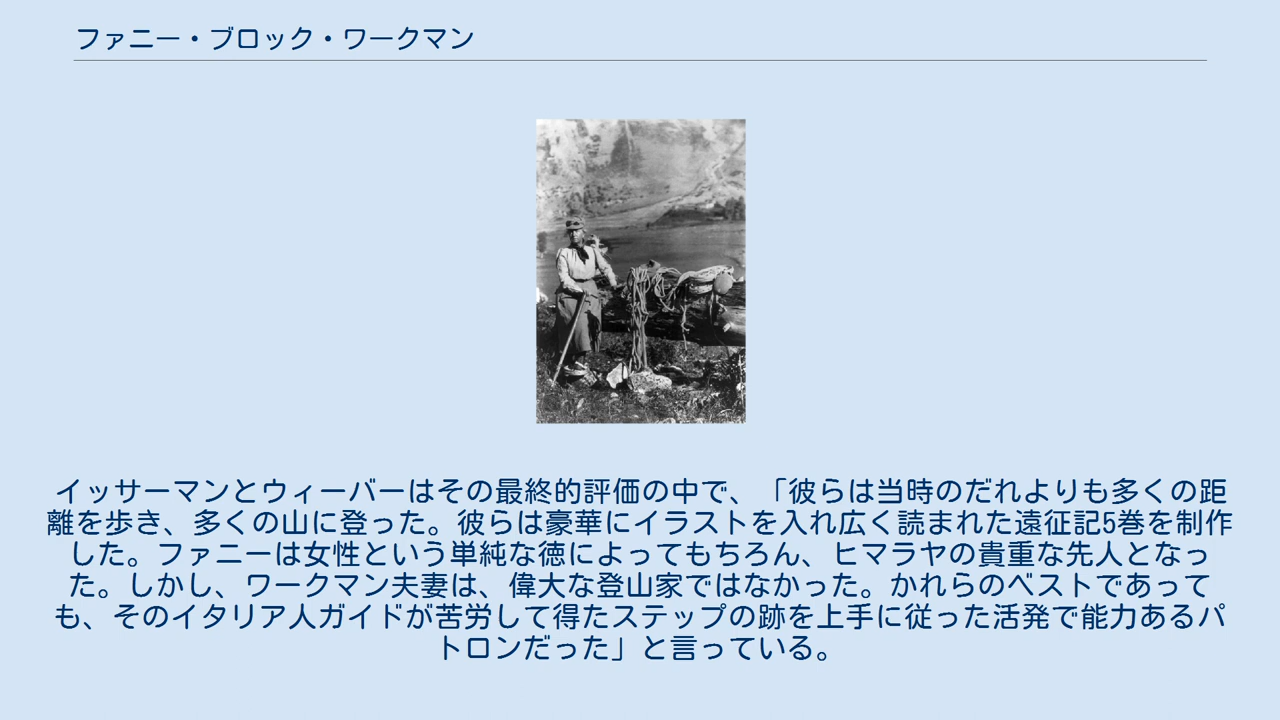 ファニー・ブロック・ワークマン
イッサーマンとウィーバーはその最終的評価の中で、「彼らは当時のだれよりも多くの距
離を歩き、多くの山に登った。彼らは豪華にイラストを入れ広く読まれた遠征記5巻を制作
した。ファニーは女性という単純な徳によってもちろん、ヒマラヤの貴重な先人となっ
た。しかし、ワークマン夫妻は、偉大な登山家ではなかった。かれらのベストであって
も、そのイタリア人ガイドが苦労して得たステップの跡を上手に従った活発で能力あるパ
トロンだった」と言っている。